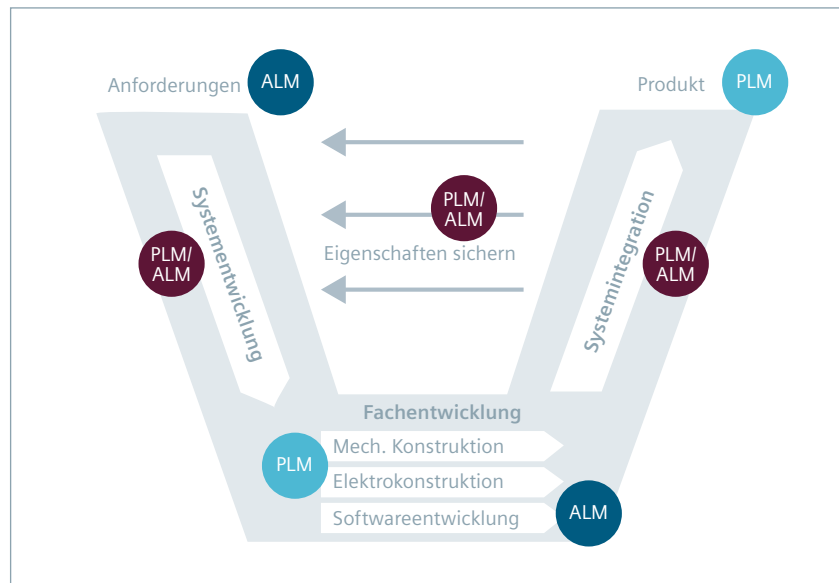 Anforderungen
ALM
Produkt
PLM
Systementwicklung
PLM/
ALM
PLM/
ALM
Eigenschaften sichern
Systemintegration
PLM/
ALM
Fachentwicklung
PLM
Mech. Konstruktion
Elektrokonstruktion
Softwareentwicklung
ALM